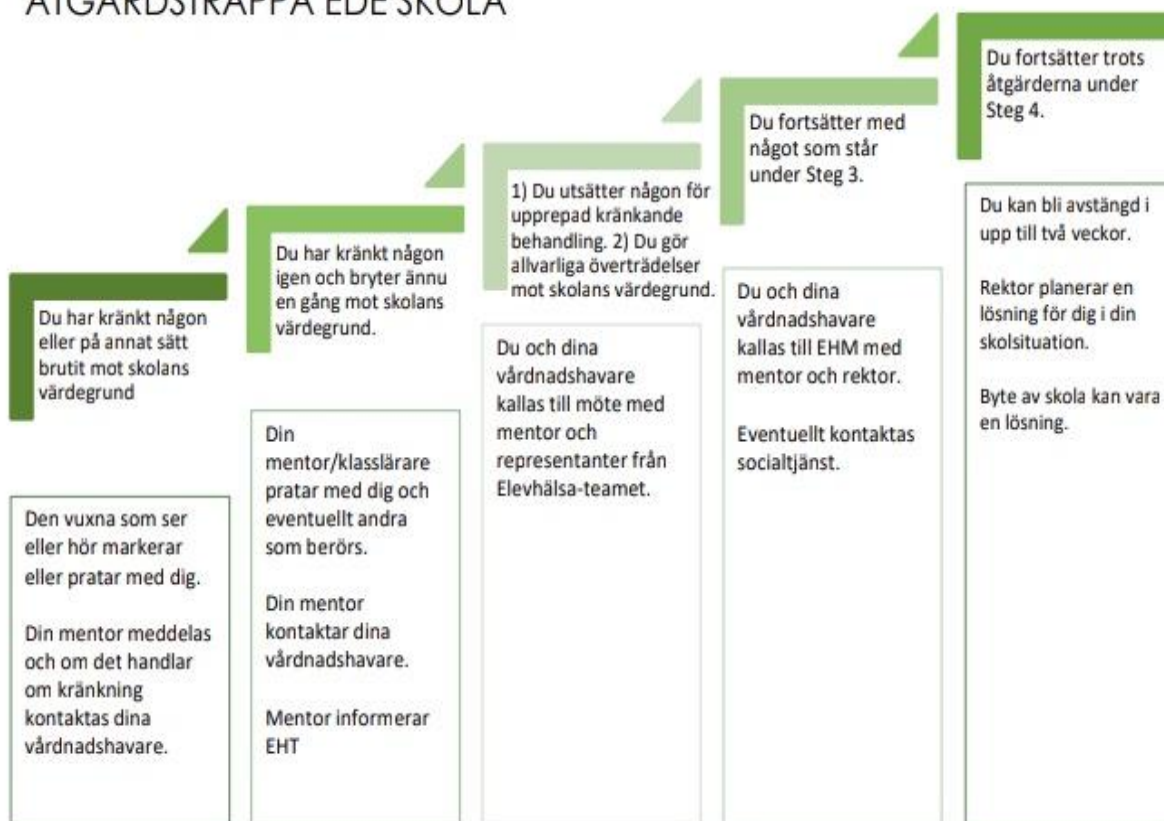 ÅTGÄRDSTRAPPA EDE SKOLA
Du har kränkt någon
eller på annat sätt
brutit mot skolans
värdegrund
Den vuxna som ser
eller hör markerar
eller pratar med dig.
Din mentor meddelas
och om det handlar
om kränkning
kontaktas dina
vårdnadshavare.
Du har kränkt någon
igen och bryter ännu
en gång mot skolans
värdegrund.
Din
mentor/klasslärare
pratar med dig och
eventuellt andra
som berörs.
Din mentor
kontaktar dina
vårdnadshavare.
Mentor informerar
EHT
1) Du utsätter någon för
upprepad kränkande
behandling. 2) Du gör
allvarliga överträdelser
mot skolans värdegrund.
Du och dina
vårdnadshavare
kallas till möte med
mentor och
representanter från
Elevhälsa-teamet.
Du fortsätter med
något som står
under Steg 3.
Du och dina
vårdnadshavare
kallas till EHM med
mentor och rektor.
Eventuellt kontaktas
socialtjänst.
Du fortsätter trots
åtgärderna under
Steg 4.
Du kan bli avstängd i
upp till två veckor.
Rektor planerar en
lösning för dig i din
skolsituation.
Byte av skola kan vara
en lösning.